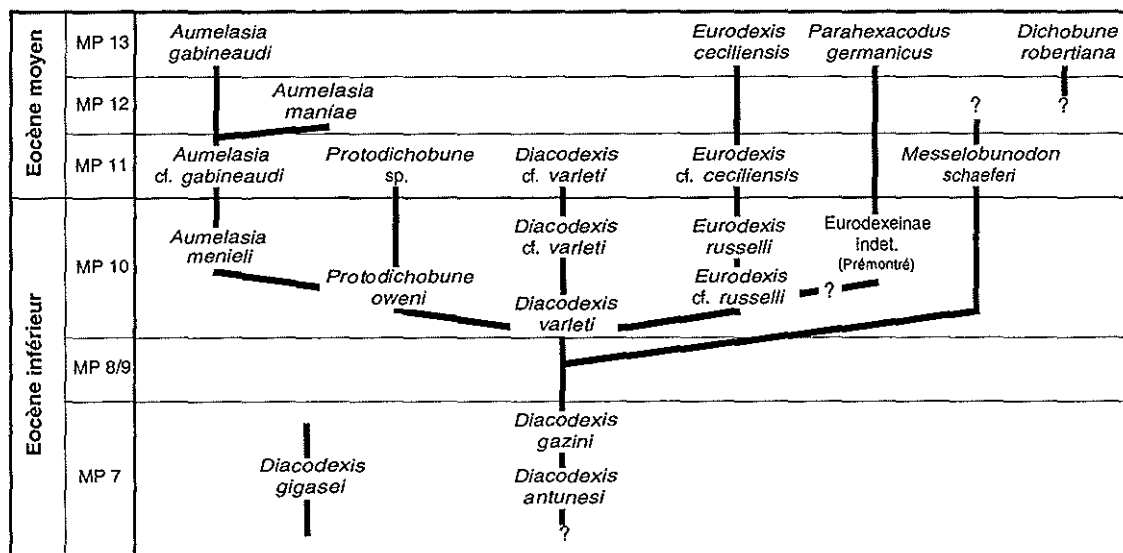 Eocène moyen
MP 13
Aumelasia
gabineaudi
Eurodexis
ceciliensis
Parahexacodus
germanicus
Dichobune
robertiana
MP 12
Aumelasia
maniae
?
?
MP 11
Aumelasia
cf. gabineaudi
Protodichobune
sp.
Diacodexis
cf. varleti
Eurodexis
cf. ceciliensis
Messelobunodon
schaeferi
Eocène inférieur
MP 10
Aumelasia
menieli
Diacodexis
cf. varleti
Eurodexis
russelli
Eurodexeinae
indet.
(Prémontré)
Protodichobune
oweni
Eurodexis
cf. russelli
?
Diacodexis
varleti
MP 8/9
MP 7
Diacodexis
gazini
Diacodexis
gigasei
Diacodexis
antunesi
?